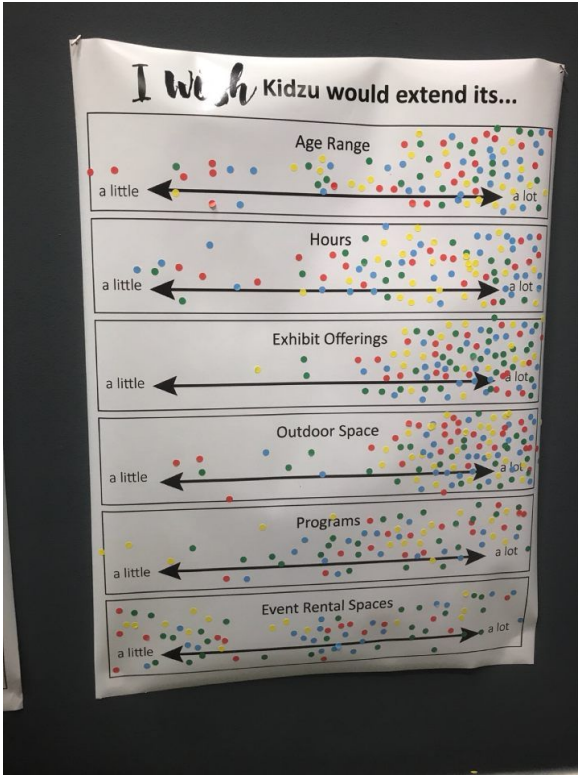 I wish Kidzu would extend its...
Age Range
a little a lot
Hours
a little a lot
Exhibit Offerings
a little a lot
Outdoor Space
a little a lot
Programs
a little a lot
Event Rental Spaces
a little a lot